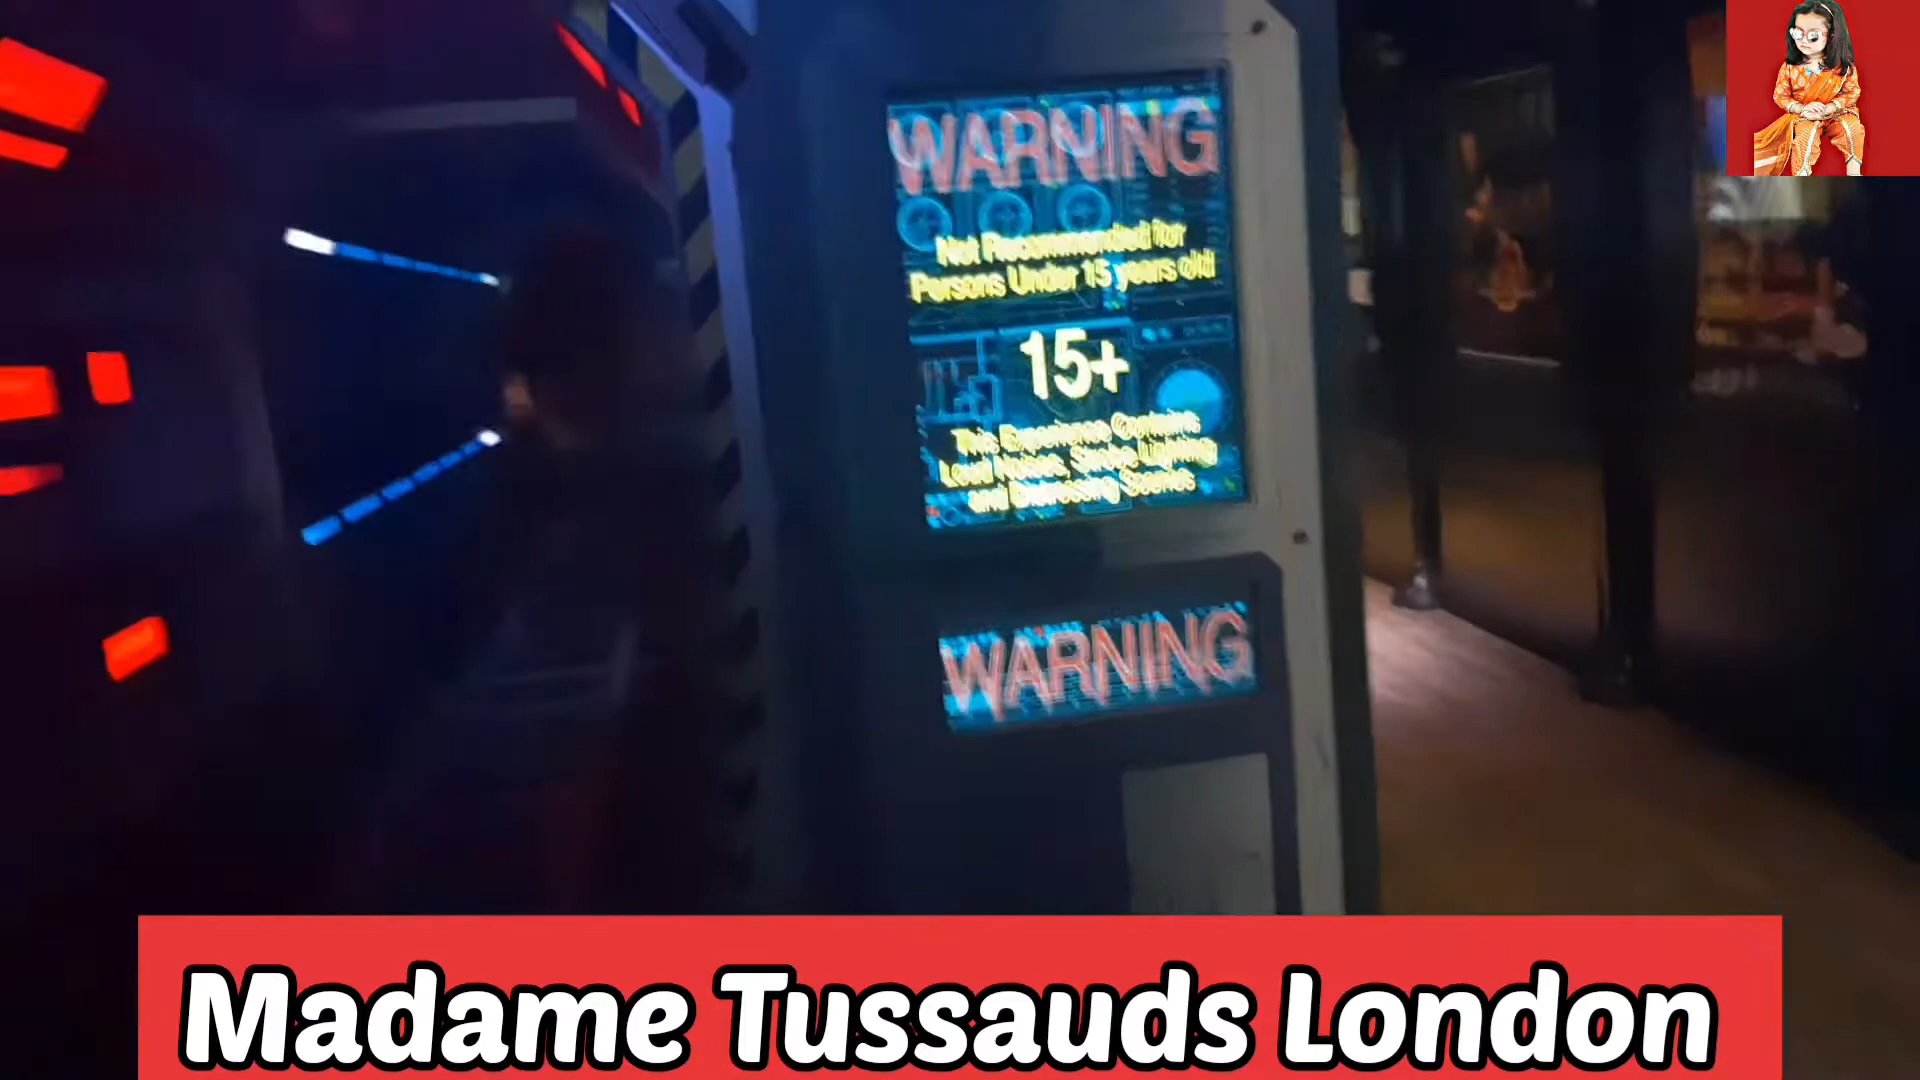 WARNING
Not Recommended for
Persons Under 15 years old
15+
This Experience Contains
Loud Noises, Strobe Lighting
and Distressing Scenes
WARNING
Madame Tussauds London